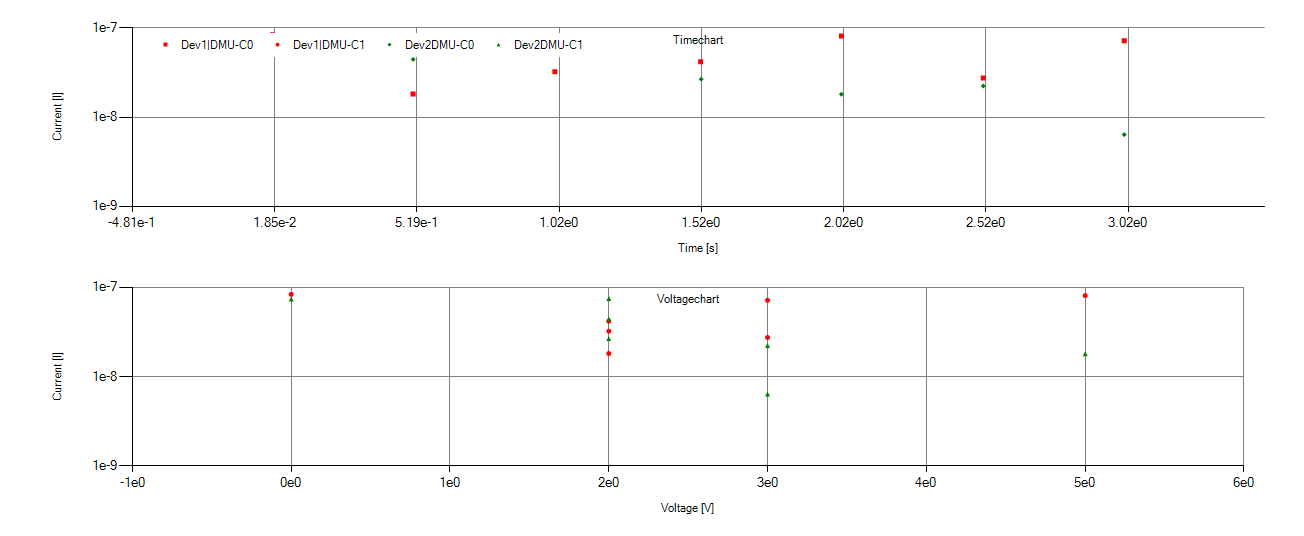 1e-7
Dev1|DMU-C0 Dev1|DMU-C1 Dev2DMU-C0 Dev2DMU-C1
Timechart
Current [I]
1e-8
1e-9
-4.81e-1 1.85e-2 5.19e-1 1.02e0 1.52e0 2.02e0 2.52e0 3.02e0
Time [s]
1e-7
Voltagechart
Current [I]
1e-8
1e-9
-1e0 0e0 1e0 2e0 3e0 4e0 5e0 6e0
Voltage [V]